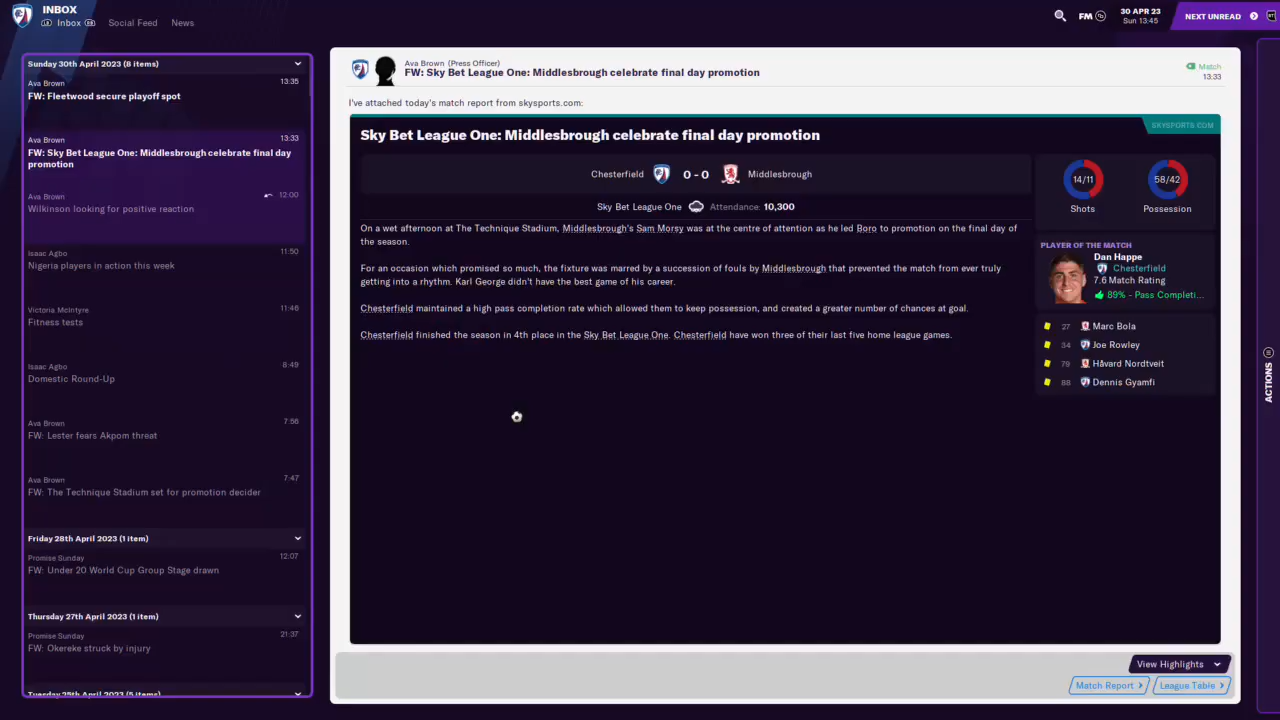 INBOX
Inbox
Social Feed
News
FM
30 APR 23
Sun 13:45
NEXT UNREAD
Sunday 30th April 2023 (8 items)
Ava Brown 13:35
FW: Fleetwood secure playoff spot
Ava Brown 13:33
FW: Sky Bet League One: Middlesbrough celebrate final day
promotion
Ava Brown 12:00
Wilkinson looking for positive reaction
Isaac Agbo 11:50
Nigeria players in action this week
Victoria McIntyre 11:46
Fitness tests
Isaac Agbo 8:49
Domestic Round-Up
Ava Brown 7:56
FW: Lester fears Akpom threat
Ava Brown 7:47
FW: The Technique Stadium set for promotion decider
Friday 28th April 2023 (1 item)
Promise Sunday 12:07
FW: Under 20 World Cup Group Stage drawn
Thursday 27th April 2023 (1 item)
Promise Sunday 21:37
FW: Okereke struck by injury
Tuesday 25th April 2023 (5 items)
Ava Brown (Press Officer)
FW: Sky Bet League One: Middlesbrough celebrate final day promotion
Match
13:33
I've attached today's match report from skysports.com:
Sky Bet League One: Middlesbrough celebrate final day promotion
SKYSPORTS.COM
Chesterfield 0 - 0 Middlesbrough
Sky Bet League One Attendance: 10,300
On a wet afternoon at The Technique Stadium, Middlesbrough's Sam Morsy was at the centre of attention as he led Boro to promotion on the final day of
the season.
For an occasion which promised so much, the fixture was marred by a succession of fouls by Middlesbrough that prevented the match from ever truly
getting into a rhythm. Karl George didn't have the best game of his career.
Chesterfield maintained a high pass completion rate which allowed them to keep possession, and created a greater number of chances at goal.
Chesterfield finished the season in 4th place in the Sky Bet League One. Chesterfield have won three of their last five home league games.
14/11
Shots
58/42
Possession
PLAYER OF THE MATCH
Dan Happe
Chesterfield
7.6 Match Rating
89% - Pass Completi...
27 Marc Bola
34 Joe Rowley
79 Håvard Nordtveit
88 Dennis Gyamfi
ACTIONS
View Highlights
Match Report
League Table